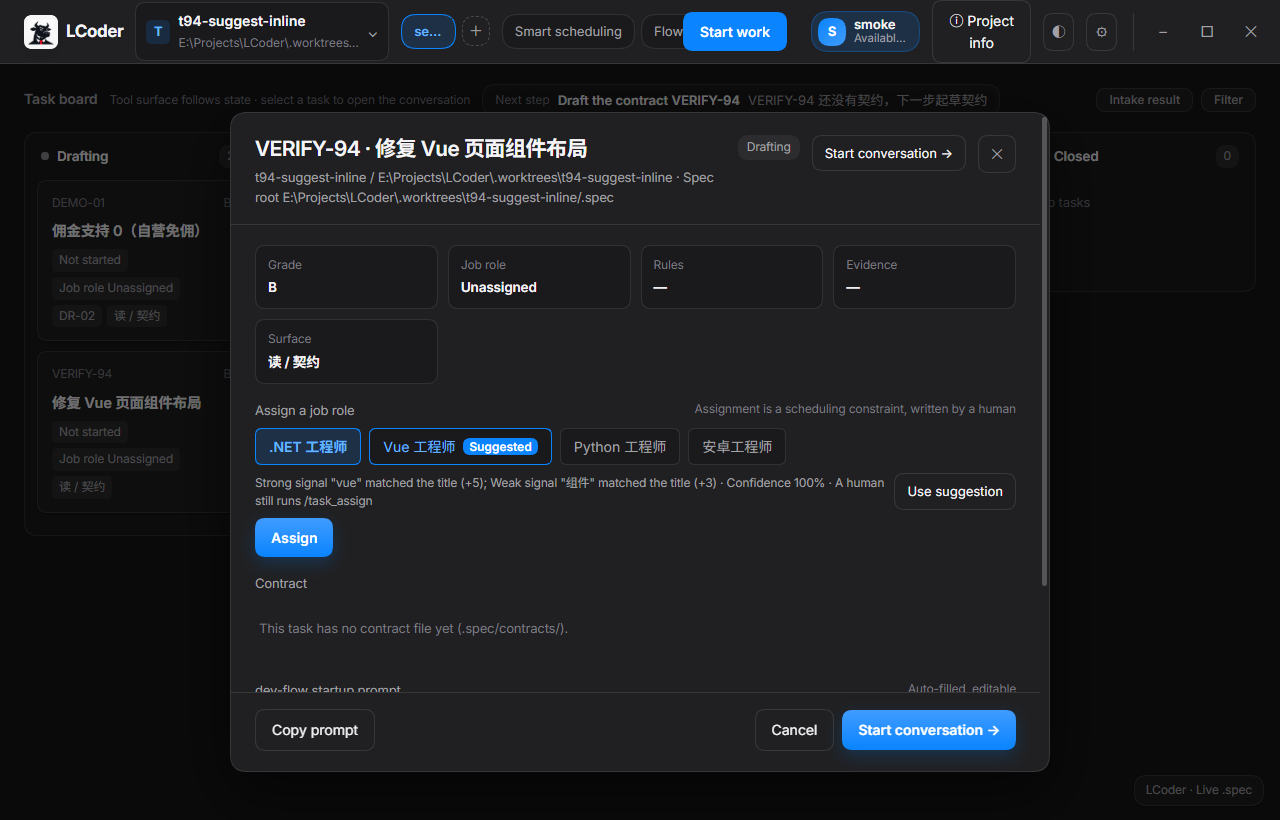 LCoder
T
t94-suggest-inline
E:\Projects\LCoder\.worktrees...
se...
+
Smart scheduling
Flow
Start work
S
smoke
Availabl...
Project
info
Task board
Tool surface follows state · select a task to open the conversation
Next step Draft the contract VERIFY-94 VERIFY-94 还没有契约，下一步起草契约
Intake result
Filter
Drafting
DEMO-01
佣金支持 0（自营免佣）
Not started
Job role Unassigned
DR-02
读 / 契约
VERIFY-94
修复 Vue 页面组件布局
Not started
Job role Unassigned
读 / 契约
Closed
0
tasks
VERIFY-94 · 修复 Vue 页面组件布局
Drafting
Start conversation →
t94-suggest-inline / E:\Projects\LCoder\.worktrees\t94-suggest-inline · Spec
root E:\Projects\LCoder\.worktrees\t94-suggest-inline/.spec
Grade
B
Job role
Unassigned
Rules
—
Evidence
—
Surface
读 / 契约
Assign a job role
Assignment is a scheduling constraint, written by a human
.NET 工程师
Vue 工程师 Suggested
Python 工程师
安卓工程师
Strong signal "vue" matched the title (+5); Weak signal "组件" matched the title (+3) · Confidence 100% · A human
still runs /task_assign
Use suggestion
Assign
Contract
This task has no contract file yet (.spec/contracts/).
dev-flow startup prompt
Auto-filled, editable
Copy prompt
Cancel
Start conversation →
LCoder · Live .spec